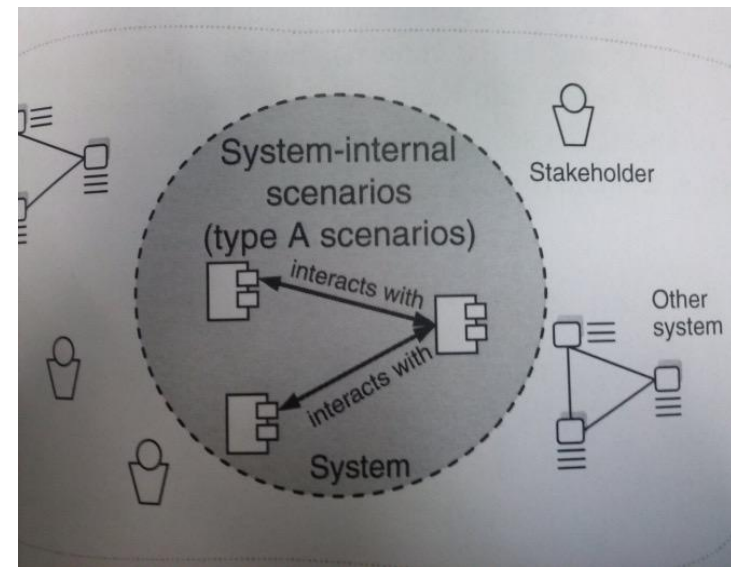 System-internal
scenarios
(type A scenarios)
Stakeholder
interacts with
Other
system
interacts with
System